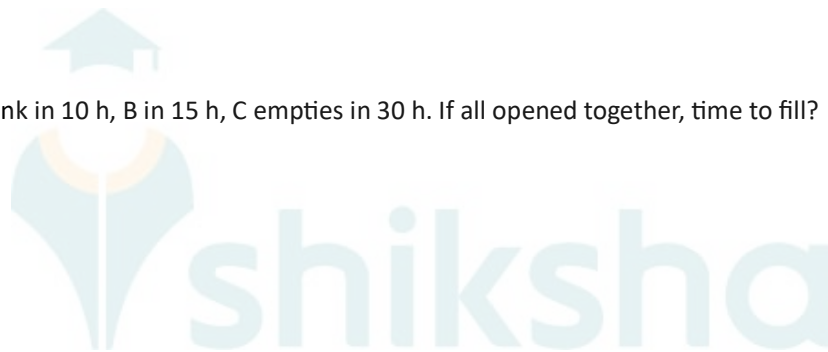 nk in 10 h, B in 15 h, C empties in 30 h. If all opened together, time to fill?
shiksha